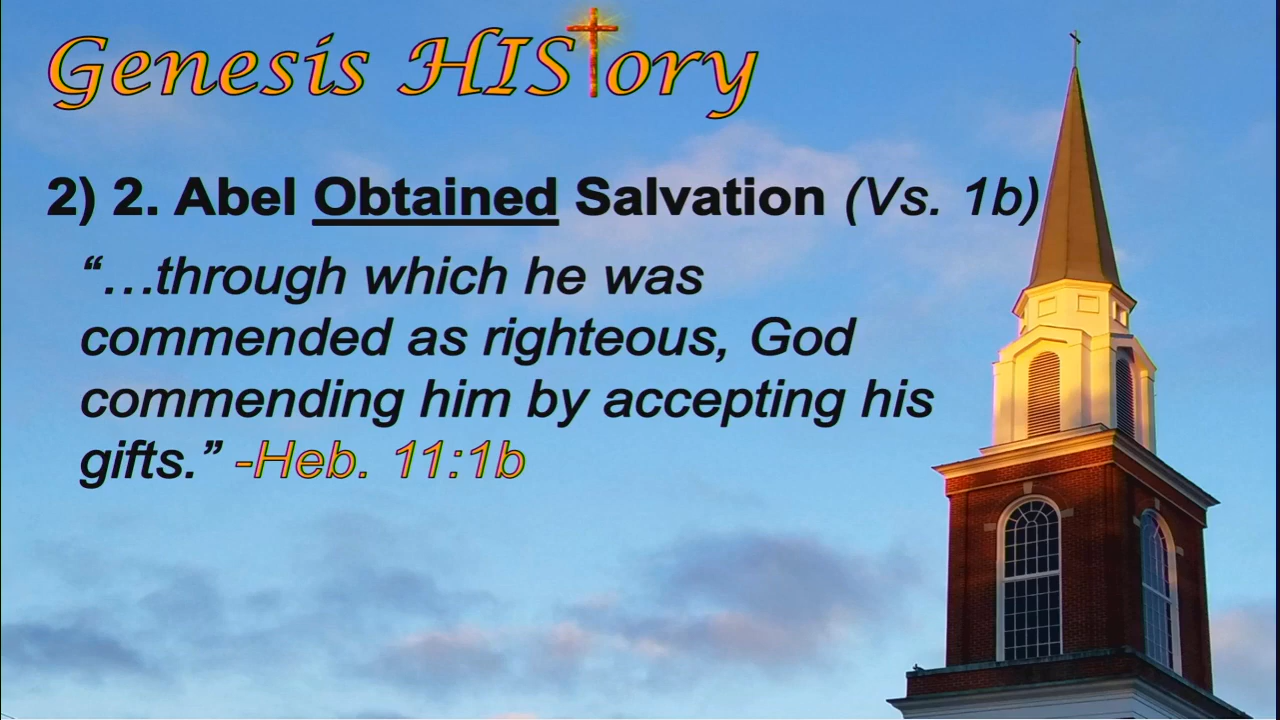 Genesis HIStory
2) 2. Abel Obtained Salvation (Vs. 1b)
“…through which he was
commended as righteous, God
commending him by accepting his
gifts.” -Heb. 11:1b